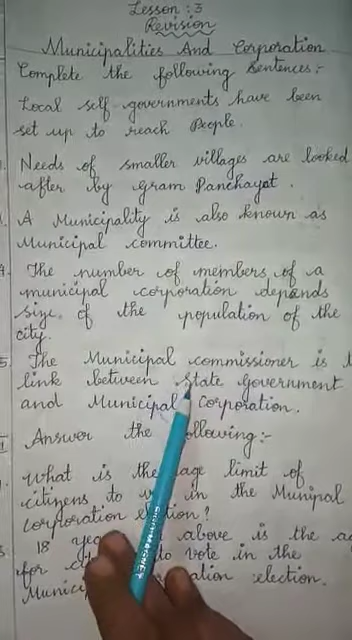 Lesson : 3
Revision
Municipalities And Corporation
Complete the following Sentences:-
Local self governments have been
set up to reach People.
Needs of smaller villages are looked
after by Gram Panchayat.
A Municipality is also known as
Municipal committee.
4. The number of members of a
municipal corporation depends
size of the population of the
city.
5. The Municipal commissioner is
link between State Government
and Municipal Corporation.
Answer the following:-
What is the age limit of
citizens to in the Munipal
Corporation election?
18 above is the
for to vote in the
election.